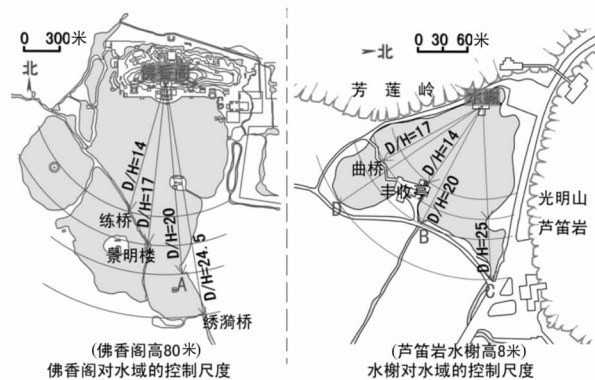 0 300米
北
佛香阁
D/H=14
D/H=17
D/H=20
D/H=24.5
练桥
景明楼
A
绣漪桥
(佛香阁高80米)
佛香阁对水域的控制尺度
北
0 30 60米
芳莲岭
水榭
D/H=17
D/H=14
曲桥
丰收亭
D/H=20
D
B
D/H=25
C
光明山
芦笛岩
(芦笛岩水榭高8米)
水榭对水域的控制尺度